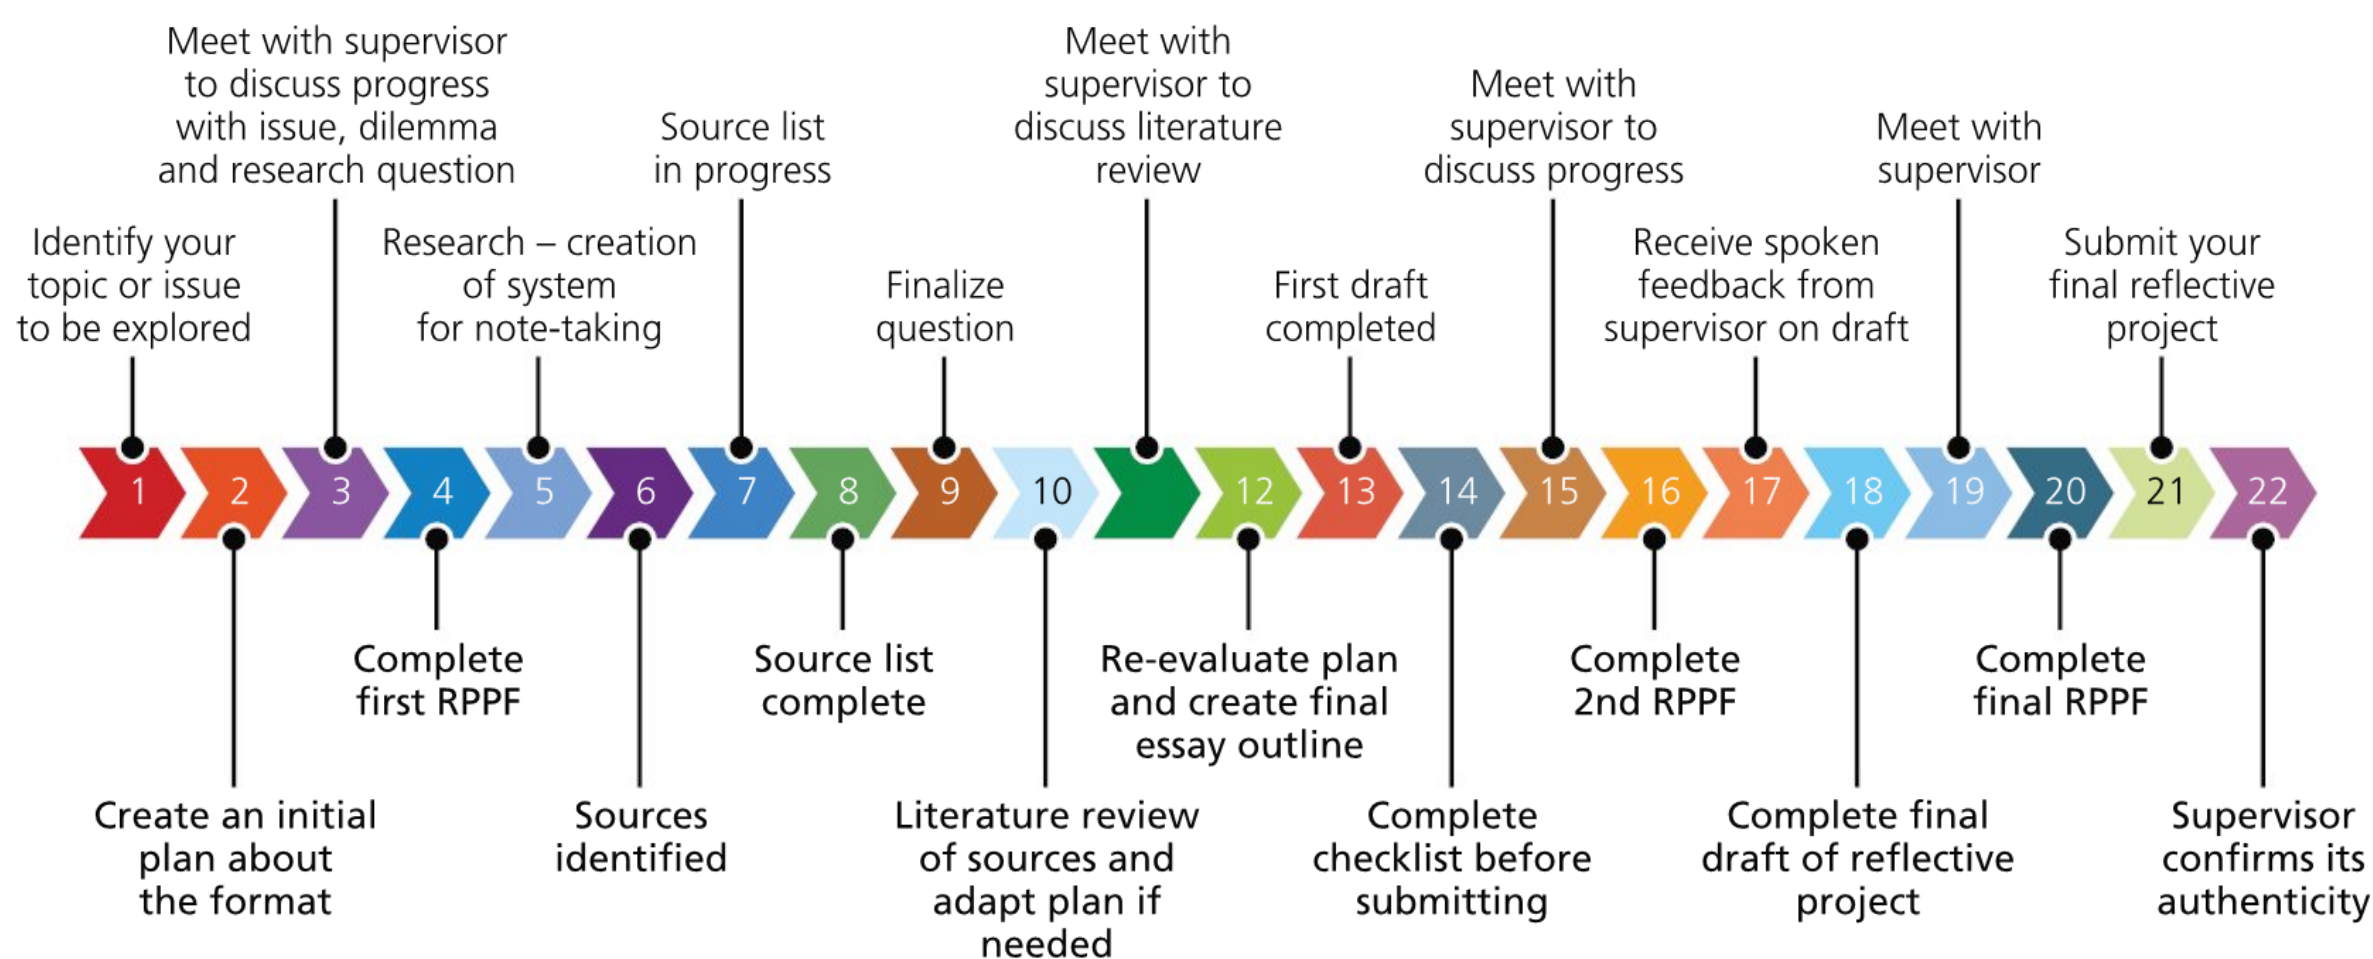 Meet with supervisor
to discuss progress
with issue, dilemma
and research question
Meet with
supervisor to
discuss literature
review
Meet with
supervisor to
discuss progress
Source list
in progress
Meet with
supervisor
Identify your
topic or issue
to be explored
Research – creation
of system
for note-taking
Finalize
question
First draft
completed
Receive spoken
feedback from
supervisor on draft
Submit your
final reflective
project
1 2 3 4 5 6 7 8 9 10 12 13 14 15 16 17 18 19 20 21 22
Complete
first RPPF
Source list
complete
Re-evaluate plan
and create final
essay outline
Complete
2nd RPPF
Complete
final RPPF
Create an initial
plan about
the format
Sources
identified
Literature review
of sources and
adapt plan if
needed
Complete
checklist before
submitting
Complete final
draft of reflective
project
Supervisor
confirms its
authenticity